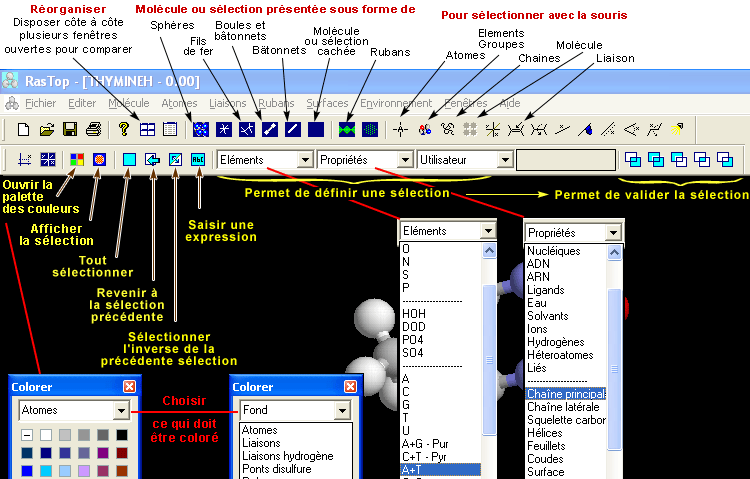 Réorganiser
Disposer côte à côte
plusieurs fenêtres
ouvertes pour comparer
Molécule ou sélection présentée sous forme de
Sphères
Fils
de fer
Boules et
bâtonnets
Bâtonnets
Molécule
ou sélection
cachée
Rubans
Pour sélectionner avec la souris
Atomes
Elements
Groupes
Chaines
Molécule
Liaison
RasTop - [THYMINEH - 0.00]
Fichier Editer Molécule Atomes Liaisons Rubans Surfaces Environnement Fenêtres Aide
Abc
Eléments
Propriétés
Utilisateur
Ouvrir la
palette
des couleurs
Afficher
la sélection
Tout
sélectionner
Revenir à
la sélection
précédente
Sélectionner
l'inverse de la
précédente sélection
Saisir une
expression
Permet de définir une sélection
Permet de valider la sélection
Eléments
O
N
S
P
--------------------
HOH
DOD
PO4
SO4
--------------------
A
C
G
T
U
A+G - Pur
C+T - Pyr
A+T
Propriétés
Nucléiques
ADN
ARN
Ligands
Eau
Solvants
Ions
Hydrogènes
Héteroatomes
Liés
--------------------
Chaîne principal
Chaîne latérale
Squelette carbor
Hélices
Feuillets
Coudes
Surface
Colorer
Atomes
Choisir
ce qui doit
être coloré
Colorer
Fond
Atomes
Liaisons
Liaisons hydrogène
Ponts disulfure